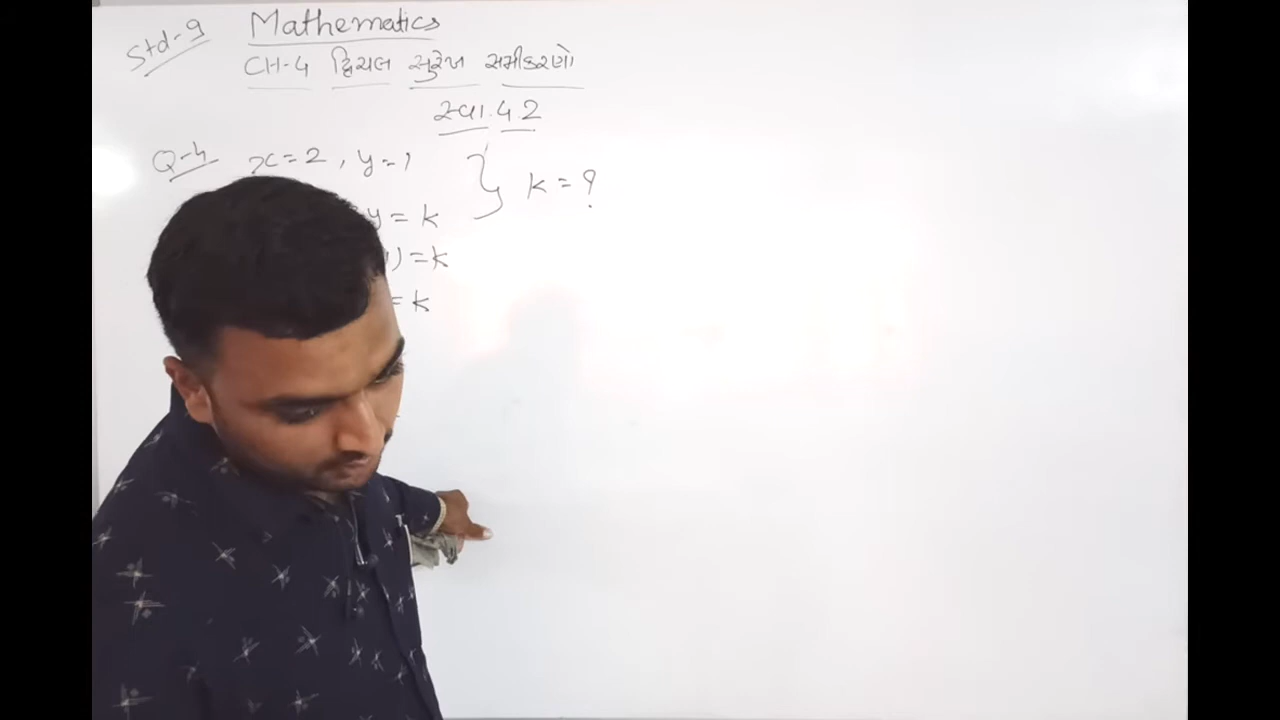 Std-9 Mathematics
CH-4 દ્વિચલ સુરેખ સમીકરણો
સ્વા.4.2
Q-4 x=2, y=1
k=?
y=k
)=k
=k